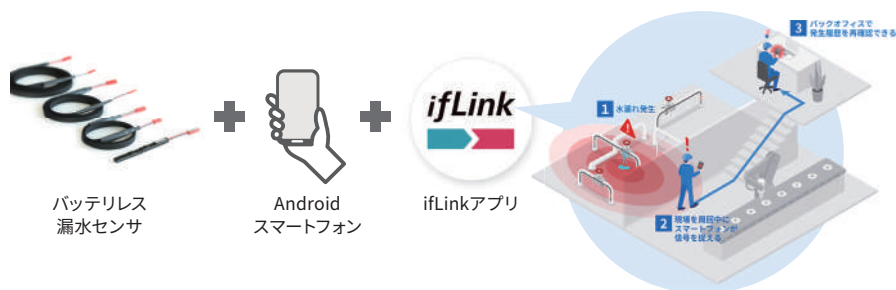 バッテリレス
漏水センサ
Android
スマートフォン
ifLink
ifLinkアプリ
1 水漏れ発生
2 現場を周回中に
スマートフォンが
信号を捉える
3 バックオフィスで
発生履歴を再確認できる